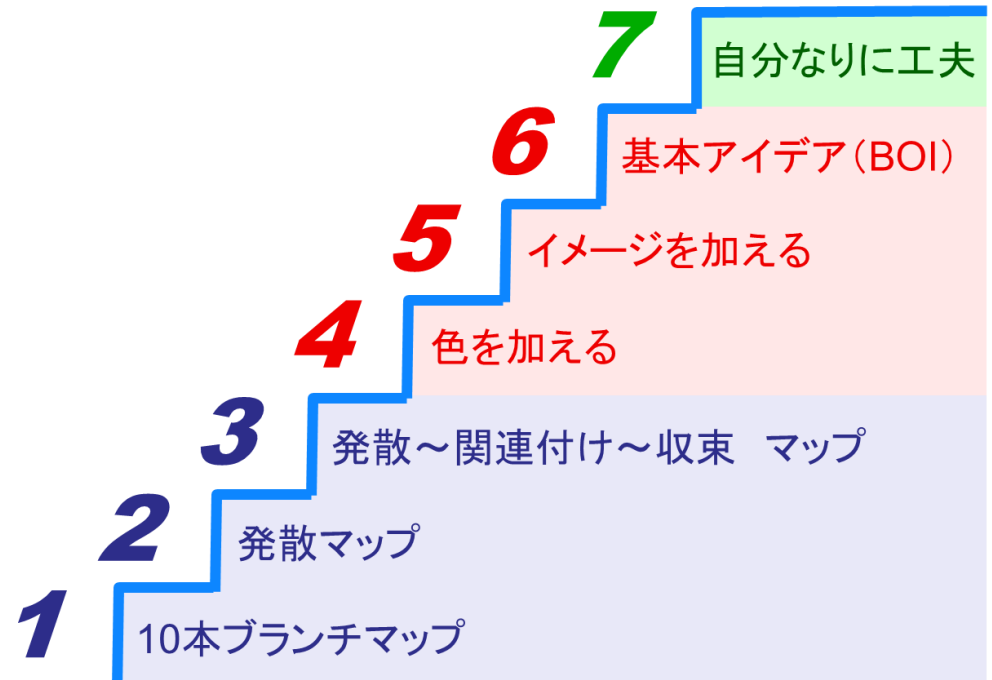 7 自分なりに工夫
6 基本アイデア（BOI）
5 イメージを加える
4 色を加える
3 発散～関連付け～収束　マップ
2 発散マップ
1 10本ブランチマップ